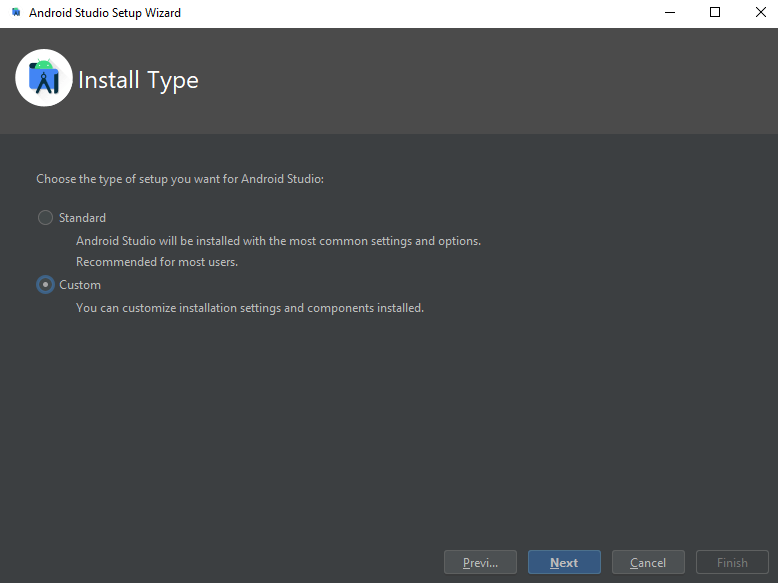 Android Studio Setup Wizard
Install Type
Choose the type of setup you want for Android Studio:
Standard
Android Studio will be installed with the most common settings and options.
Recommended for most users.
Custom
You can customize installation settings and components installed.
Previ... Next Cancel Finish